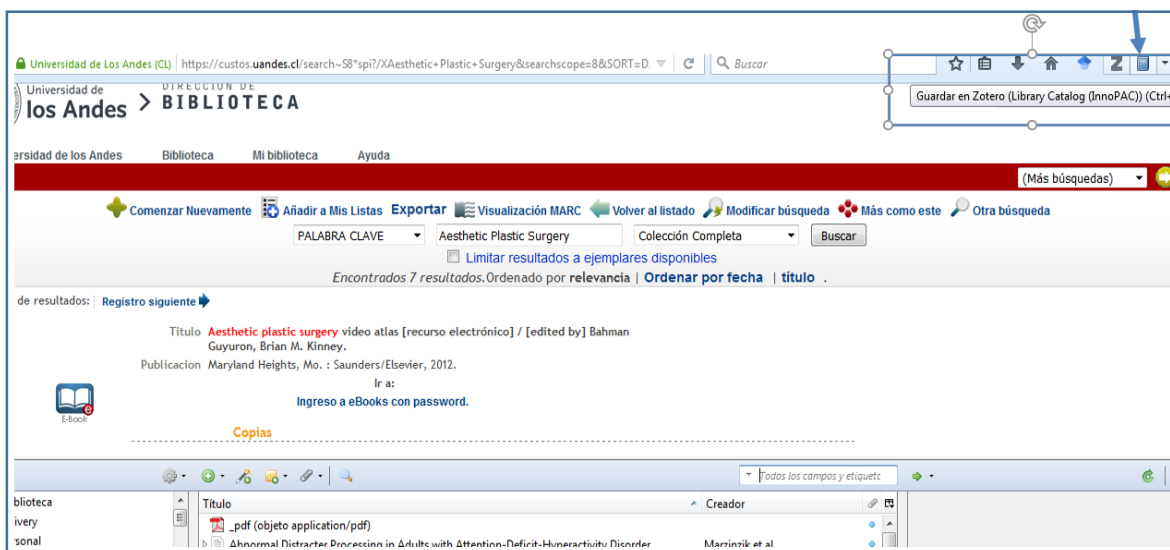 Universidad de Los Andes (CL) https://custos.uandes.cl/search~S8*spi?/XAesthetic+Plastic+Surgery&searchscope=8&SORT=D Buscar
Guardar en Zotero (Library Catalog (InnoPAC)) (Ctrl+
Universidad de los Andes > DIRECCIÓN DE BIBLIOTECA
ersidad de los Andes Biblioteca Mi biblioteca Ayuda
(Más búsquedas)
Comenzar Nuevamente Añadir a Mis Listas Exportar Visualización MARC Volver al listado Modificar búsqueda Más como este Otra búsqueda
PALABRA CLAVE Aesthetic Plastic Surgery Colección Completa Buscar
Limitar resultados a ejemplares disponibles
Encontrados 7 resultados.Ordenado por relevancia | Ordenar por fecha | título .
de resultados: | Registro siguiente
Titulo Aesthetic plastic surgery video atlas [recurso electrónico] / [edited by] Bahman
Guyuron, Brian M. Kinney.
Publicacion Maryland Heights, Mo. : Saunders/Elsevier, 2012.
Ir a:
Ingreso a eBooks con password.
E-Book
Copias
Todos los campos y etiquetc
blioteca Título Creador
ivery _pdf (objeto application/pdf)
rsonal Abnormal Distracter Processing in Adults with Attention-Deficit-Hyperactivity Disorder Marzinzik et al.